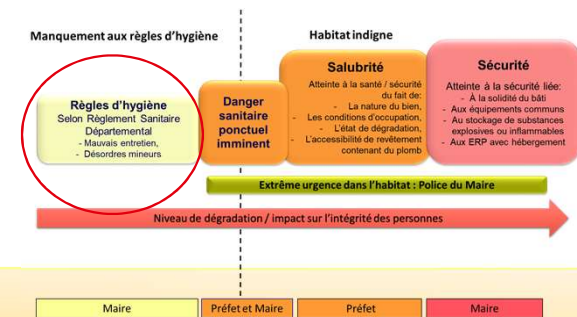 Manquement aux règles d'hygiène
Habitat indigne
Règles d'hygiène
Selon Règlement Sanitaire
Départemental
- Mauvais entretien,
- Désordres mineurs
Danger
sanitaire
ponctuel
imminent
Salubrité
Atteinte à la santé / sécurité
du fait de:
- La nature du bien,
- Les conditions d'occupation,
- L'état de dégradation,
- L'accessibilité de revêtement
contenant du plomb
Sécurité
Atteinte à la sécurité liée:
- À la solidité du bâti
- Aux équipements communs
- Au stockage de substances
explosives ou inflammables
- Aux ERP avec hébergement
Extrême urgence dans l'habitat : Police du Maire
Niveau de dégradation / impact sur l'intégrité des personnes
Maire
Préfet et Maire
Préfet
Maire